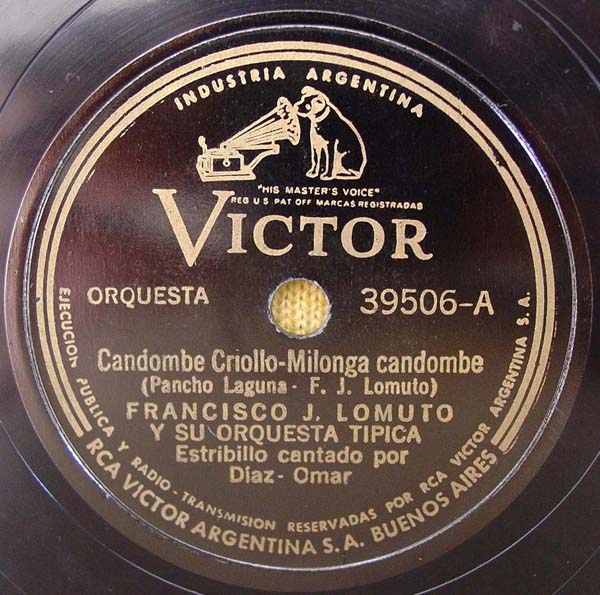 INDUSTRIA ARGENTINA
"HIS MASTER'S VOICE"
REG U S PAT OFF MARCAS REGISTRADAS
VICTOR
ORQUESTA
39506-A
Candombe Criollo-Milonga candombe
(Pancho Laguna - F. J. Lomuto)
FRANCISCO J. LOMUTO
Y SU ORQUESTA TIPICA
Estribillo cantado por
Díaz- Omar
EJECUCION PUBLICA Y RADIO - TRANSMISION RESERVADAS POR RCA VICTOR ARGENTINA S. A.
RCA VICTOR ARGENTINA S. A. BUENOS AIRES